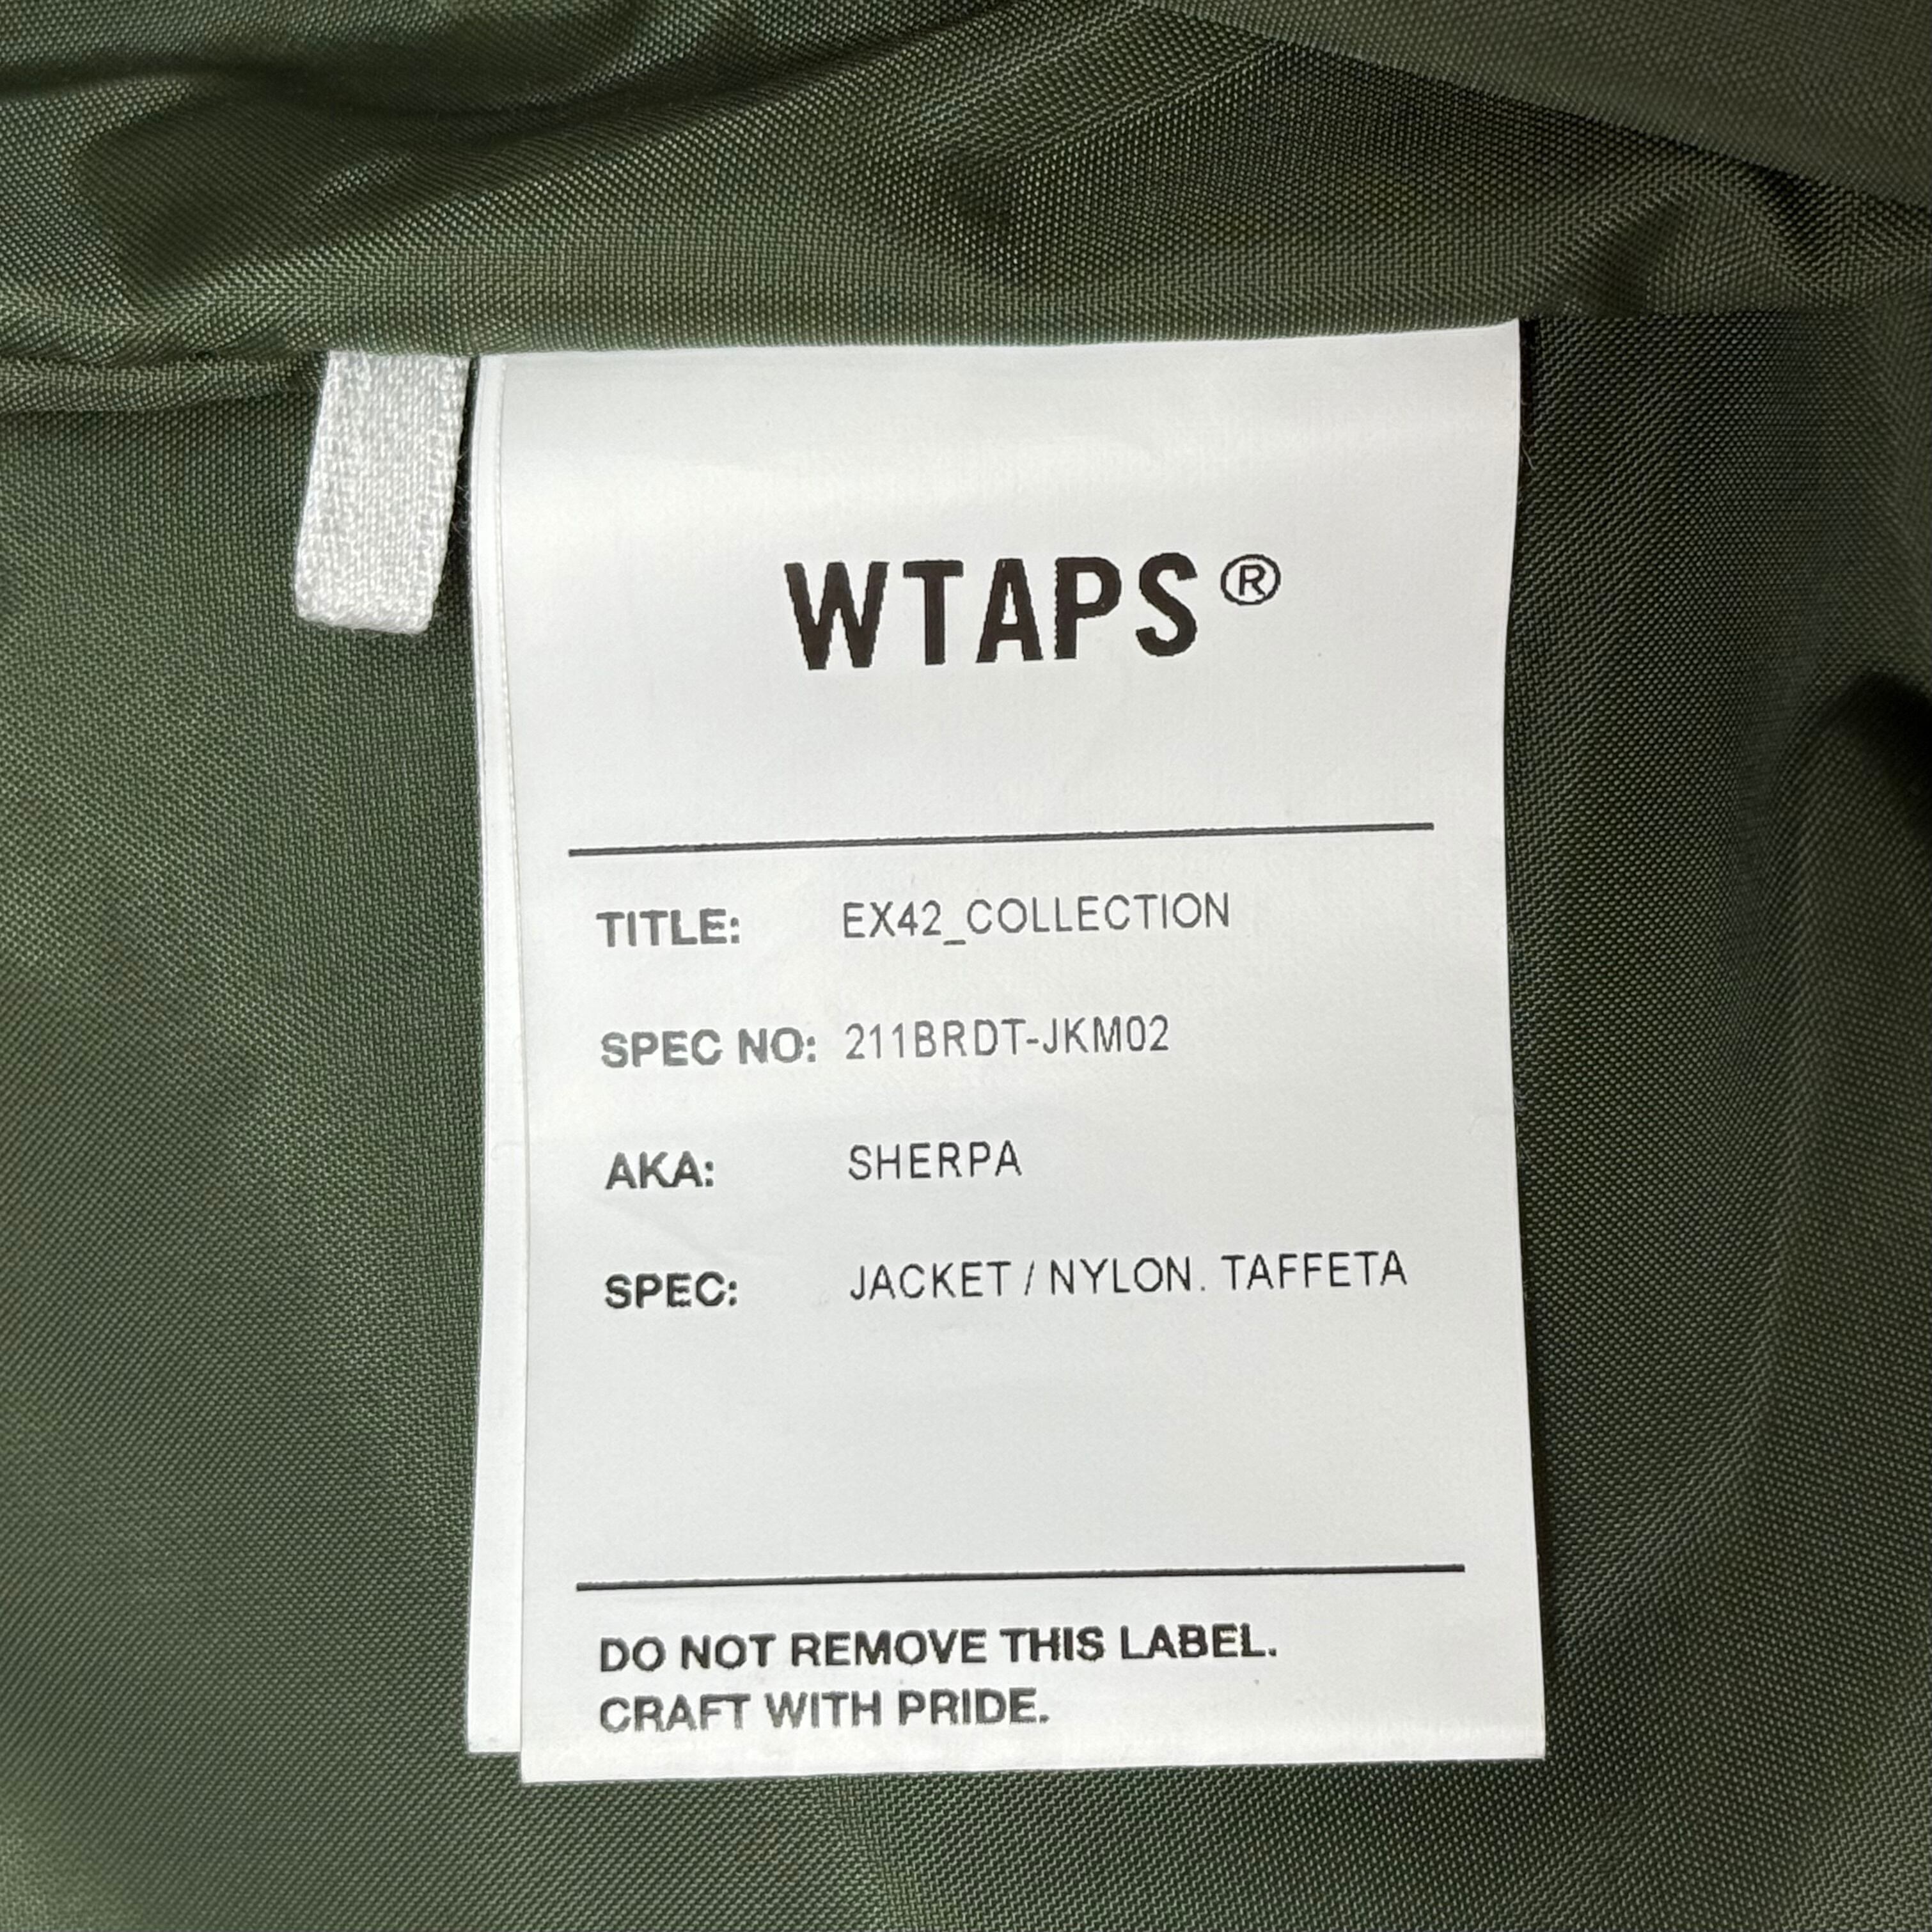 WTAPS®
TITLE: EX42_COLLECTION
SPEC NO: 211BRDT-JKM02
AKA: SHERPA
SPEC: JACKET / NYLON. TAFFETA
DO NOT REMOVE THIS LABEL.
CRAFT WITH PRIDE.